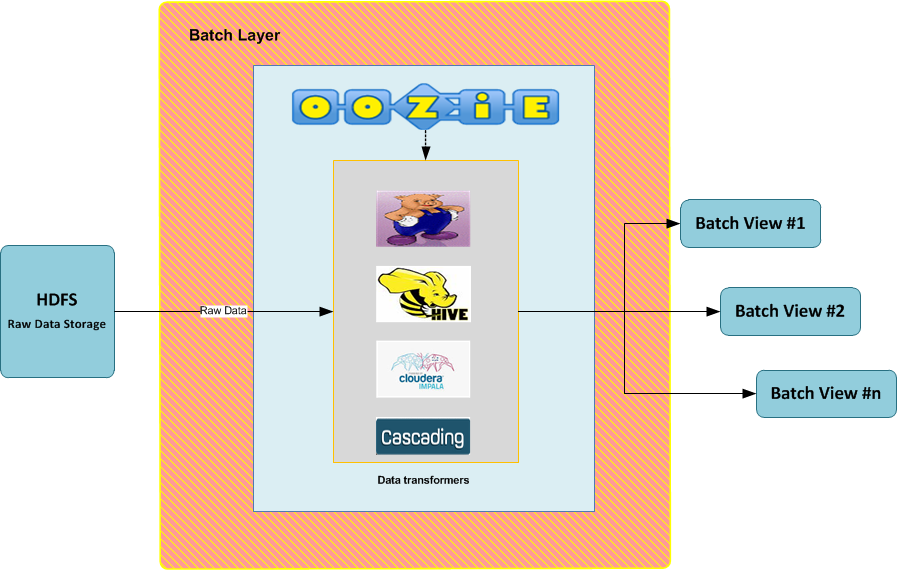 Batch Layer
OOZiE
HDFS
Raw Data Storage
Raw Data
HIVE
cloudera
IMPALA
Cascading
Data transformers
Batch View #1
Batch View #2
Batch View #n